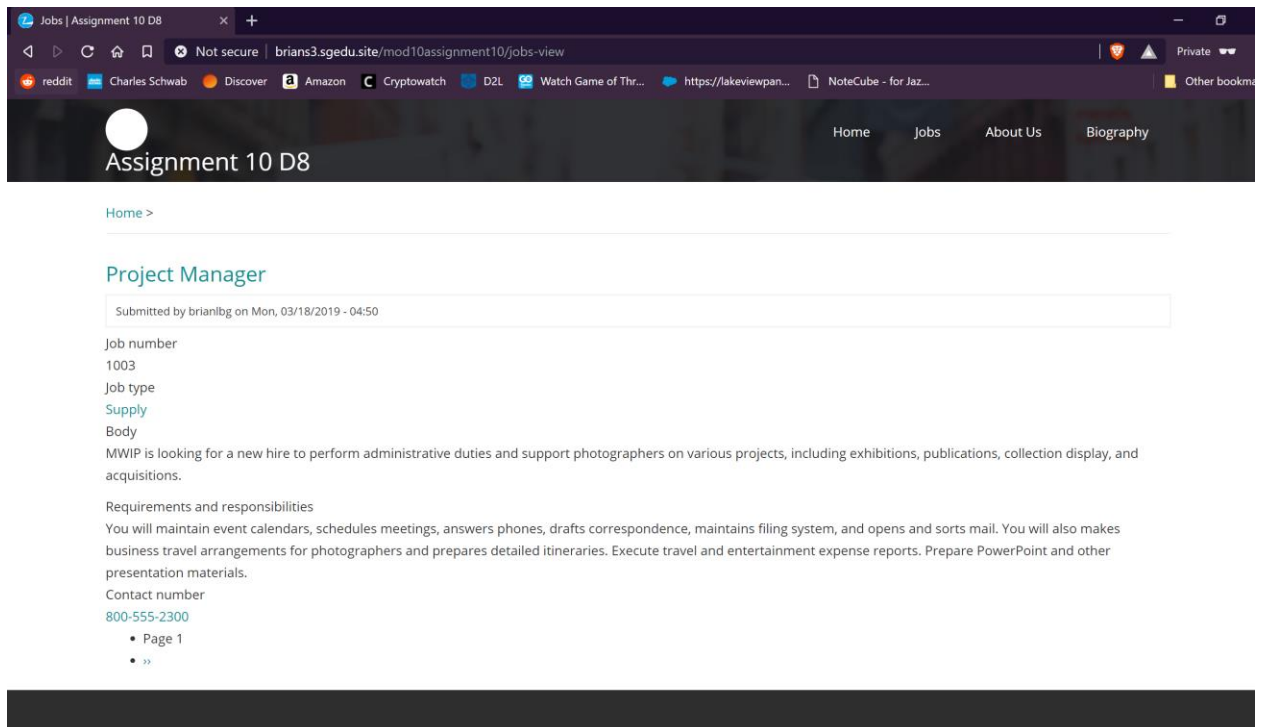 Jobs | Assignment 10 D8
Not secure | brians3.sgedu.site/mod10assignment10/jobs-view
Private
reddit Charles Schwab Discover Amazon Cryptowatch D2L Watch Game of Thr... https://lakeviewpan... NoteCube - for Jaz... Other bookma
Home Jobs About Us Biography
Assignment 10 D8
Home >
Project Manager
Submitted by brianlbg on Mon, 03/18/2019 - 04:50
Job number
1003
Job type
Supply
Body
MWIP is looking for a new hire to perform administrative duties and support photographers on various projects, including exhibitions, publications, collection display, and
acquisitions.
Requirements and responsibilities
You will maintain event calendars, schedules meetings, answers phones, drafts correspondence, maintains filing system, and opens and sorts mail. You will also makes
business travel arrangements for photographers and prepares detailed itineraries. Execute travel and entertainment expense reports. Prepare PowerPoint and other
presentation materials.
Contact number
800-555-2300
• Page 1
• ››